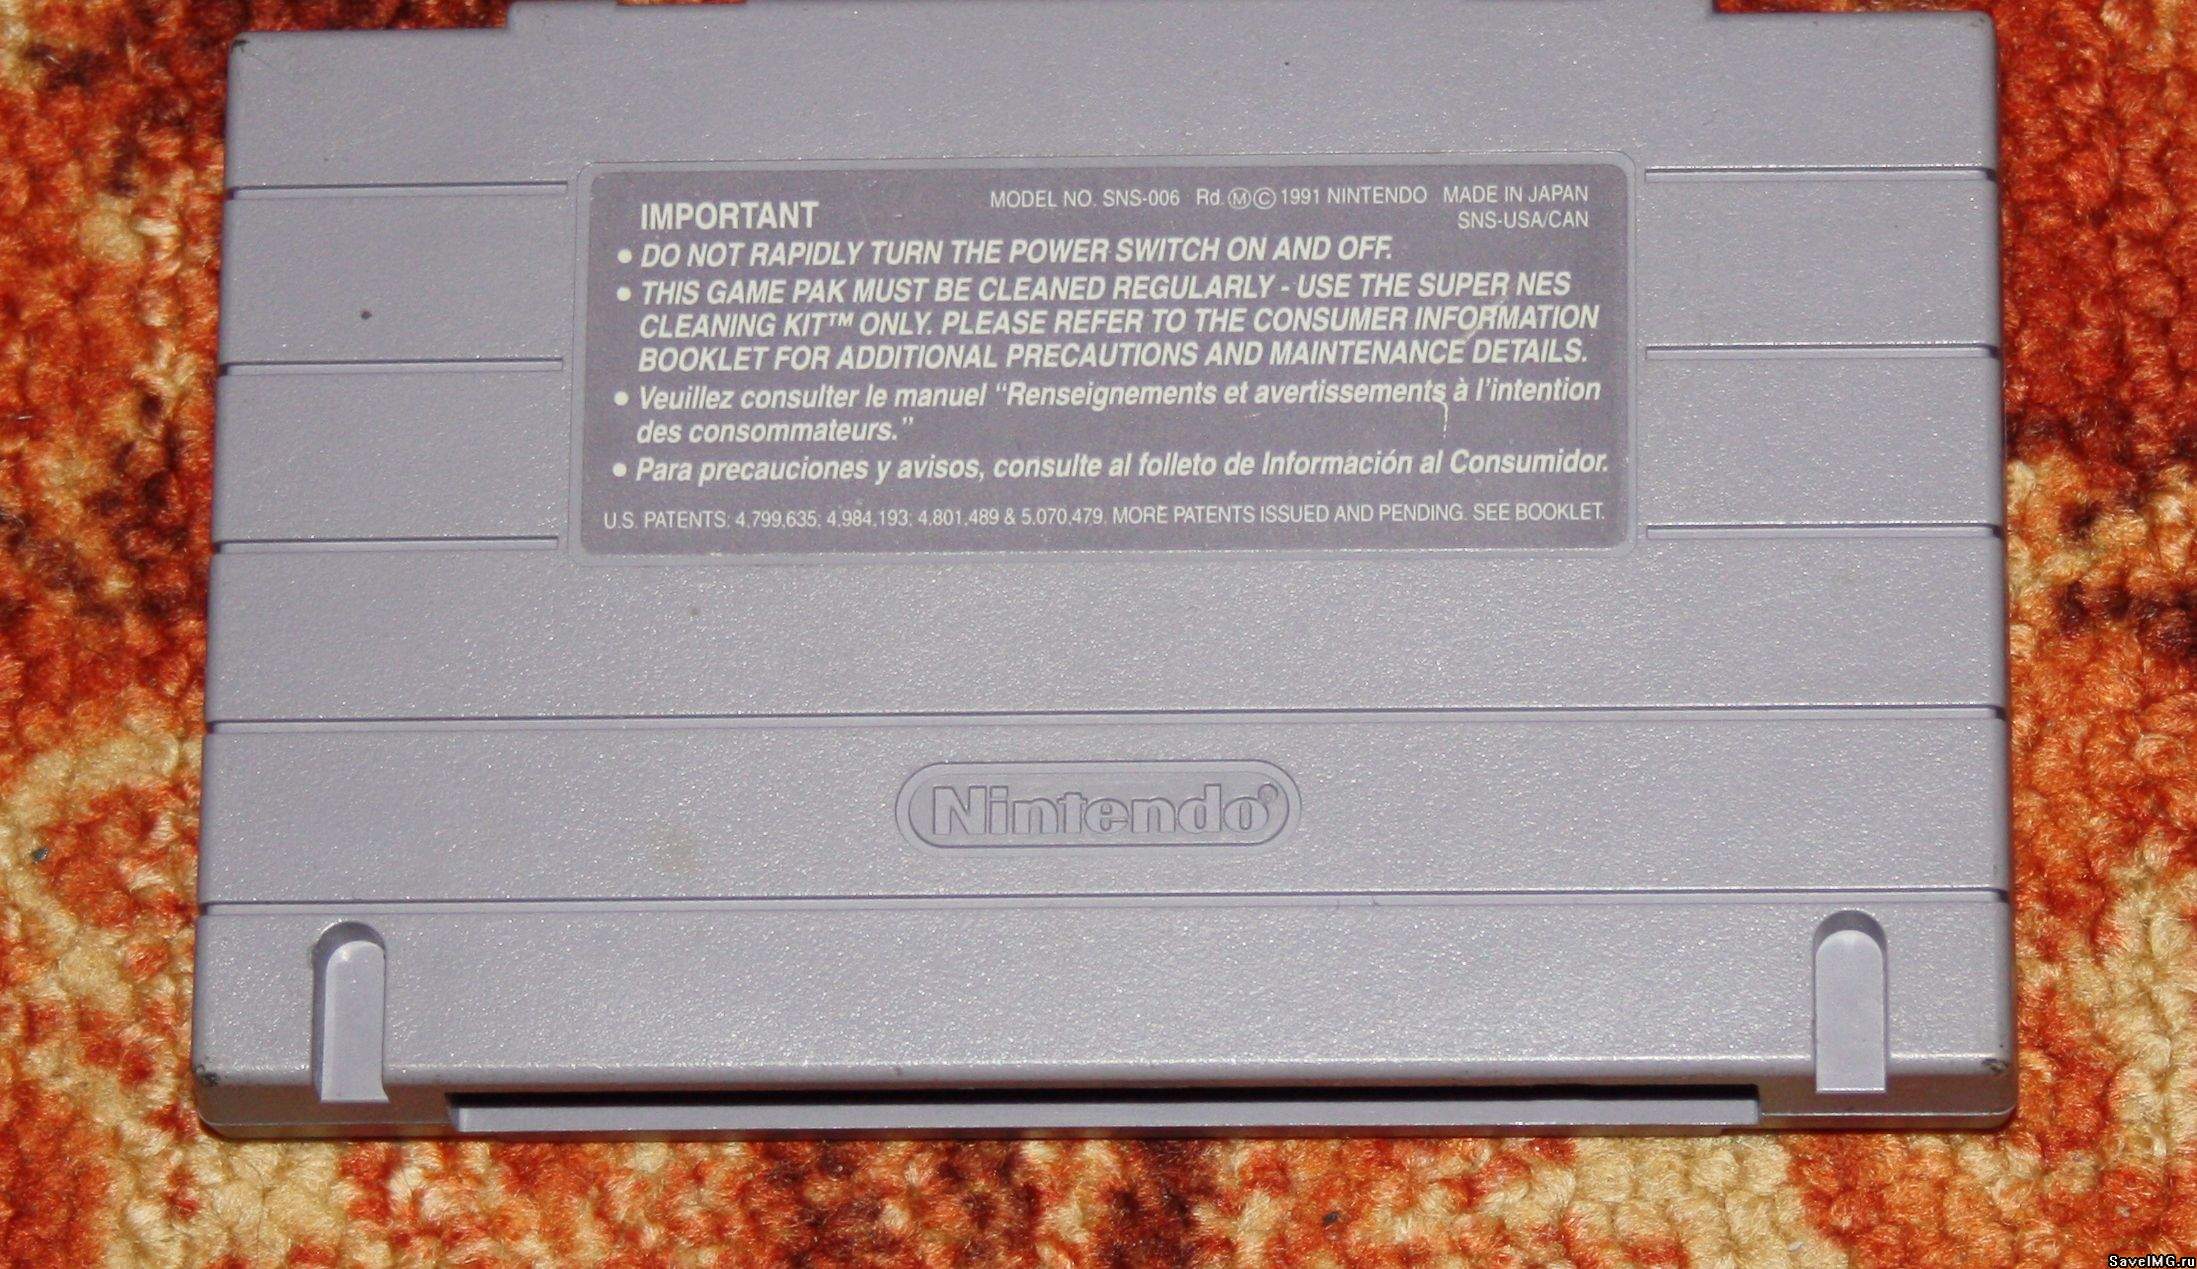 IMPORTANT
MODEL NO. SNS-006 Rd. Ⓜ© 1991 NINTENDO MADE IN JAPAN
SNS-USA/CAN
• DO NOT RAPIDLY TURN THE POWER SWITCH ON AND OFF.
• THIS GAME PAK MUST BE CLEANED REGULARLY - USE THE SUPER NES
CLEANING KIT™ ONLY. PLEASE REFER TO THE CONSUMER INFORMATION
BOOKLET FOR ADDITIONAL PRECAUTIONS AND MAINTENANCE DETAILS.
• Veuillez consulter le manuel “Renseignements et avertissements à l'intention
des consommateurs.”
• Para precauciones y avisos, consulte al folleto de Información al Consumidor.
U.S. PATENTS: 4,799,635; 4,984,193; 4,801,489 & 5,070,479. MORE PATENTS ISSUED AND PENDING. SEE BOOKLET.
Nintendo®
SaveIMG.ru